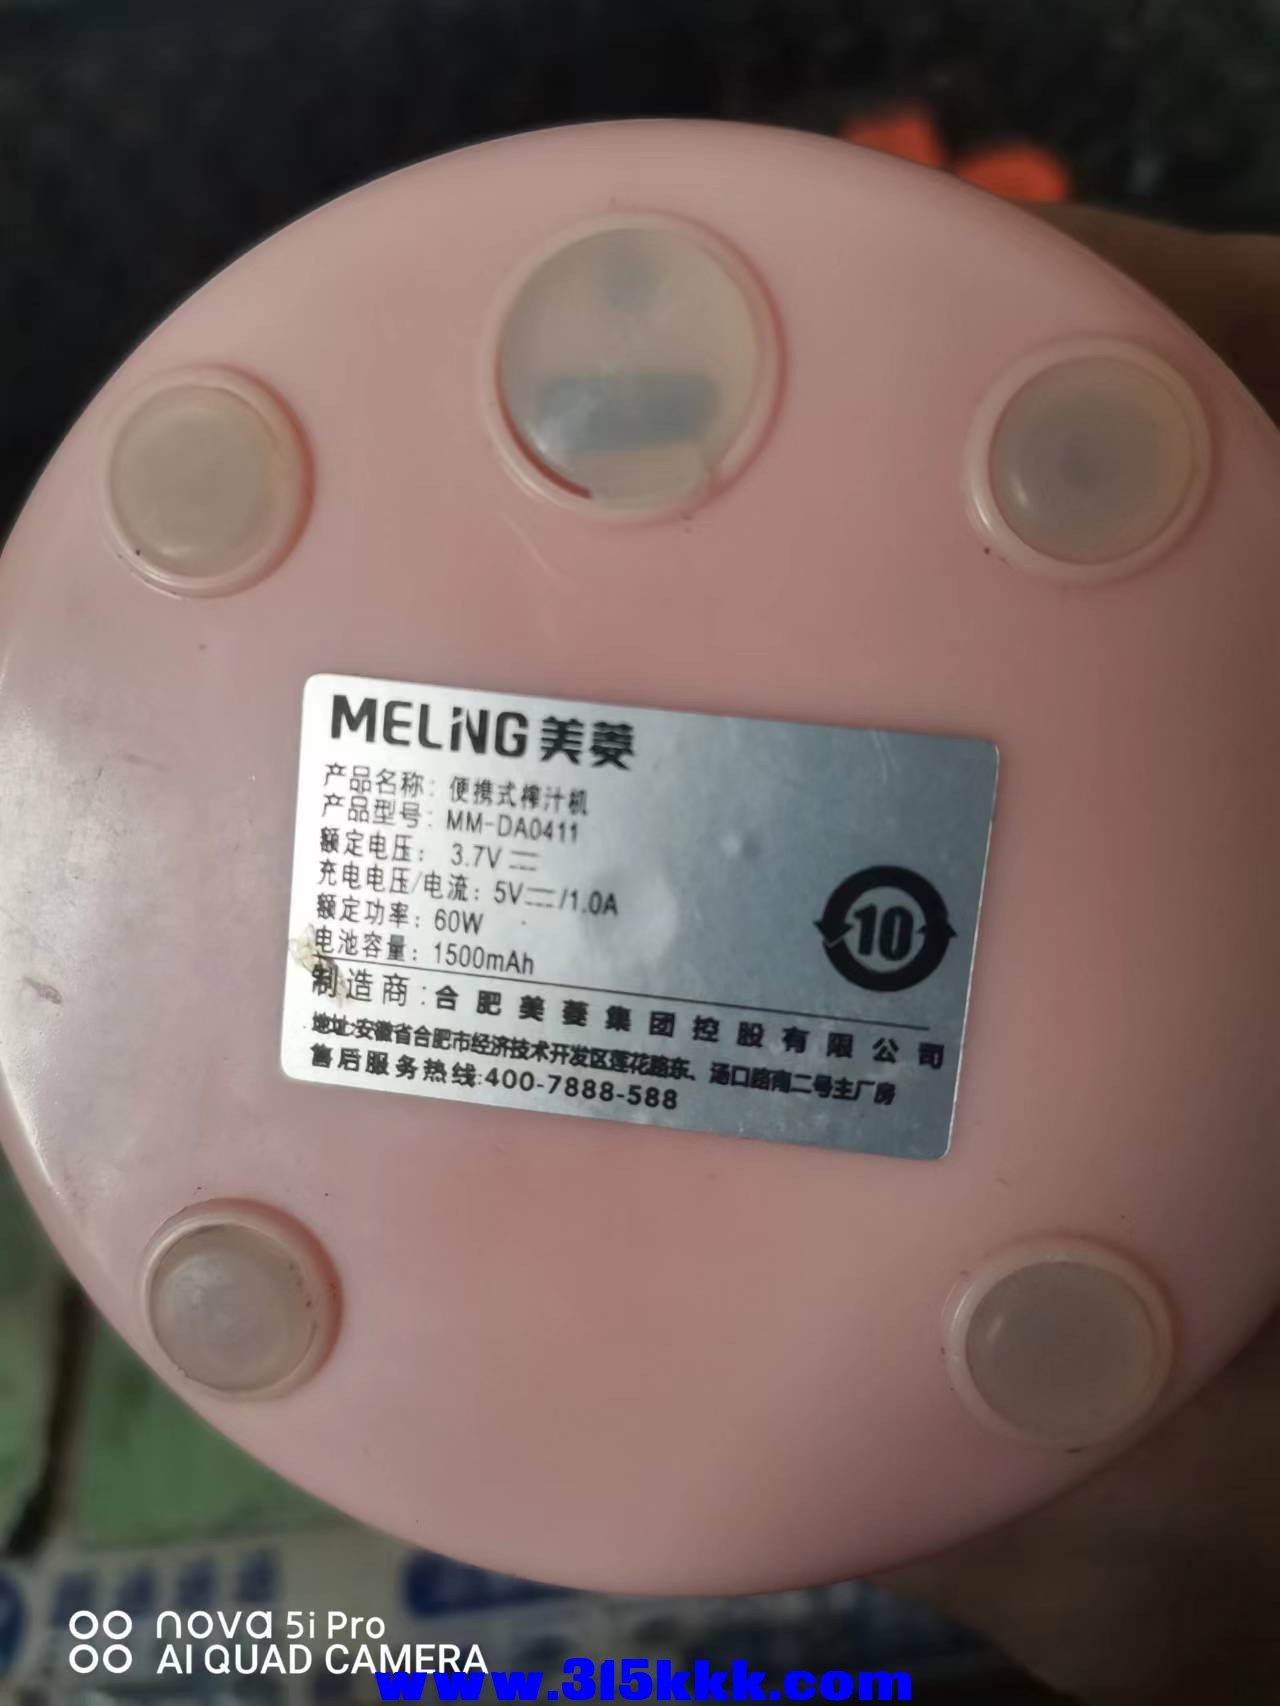 MELING美菱
产品名称：便携式榨汁机
产品型号：MM-DA0411
额定电压：3.7V⎓
充电电压/电流：5V⎓/1.0A
额定功率：60W
电池容量：1500mAh
10
制造商：合肥美菱集团控股有限公司
地址:安徽省合肥市经济技术开发区莲花路东、汤口路南二号主厂房
售后服务热线:400-7888-588
nova 5i Pro
AI QUAD CAMERA
www.315kkk.com